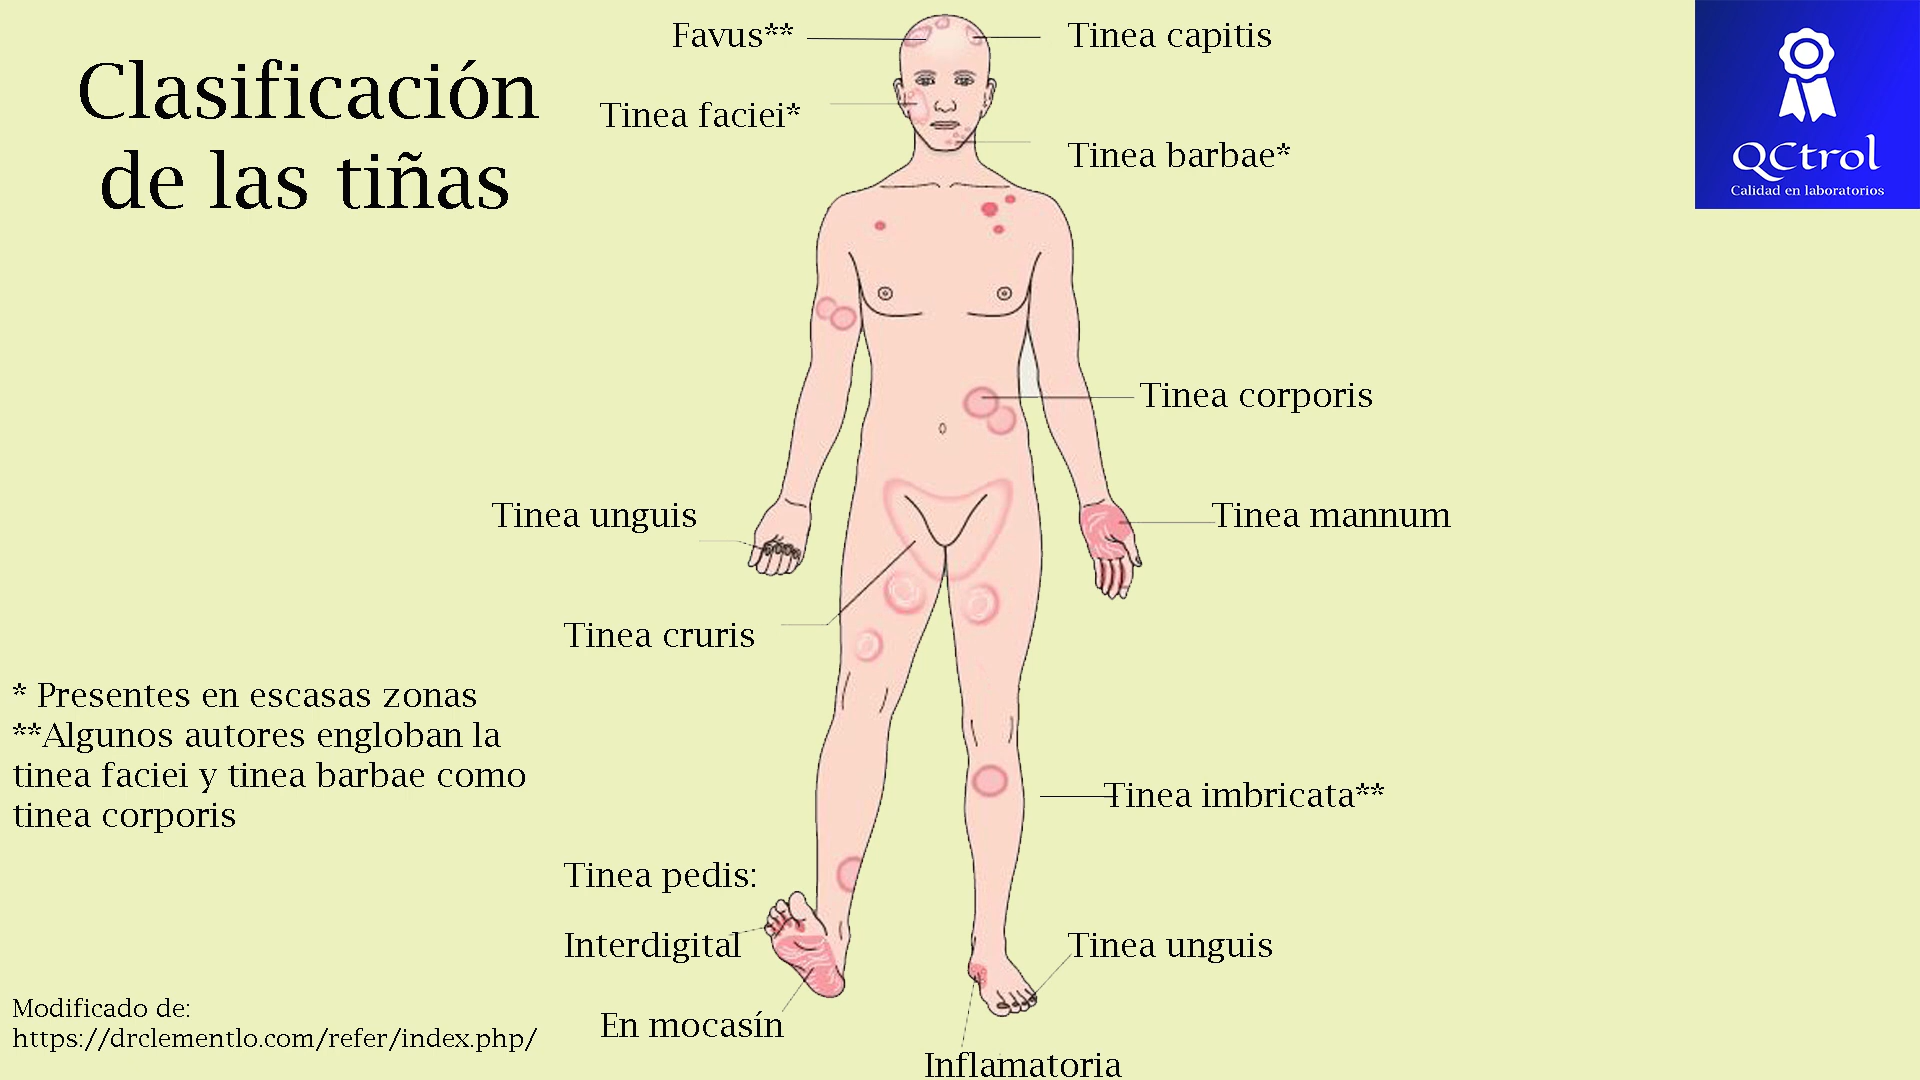 Clasificación
de las tiñas
Favus**
Tinea capitis
Tinea faciei*
Tinea barbae*
QCtrol
Calidad en laboratorios
Tinea corporis
Tinea unguis
Tinea mannum
Tinea cruris
* Presentes en escasas zonas
**Algunos autores engloban la
tinea faciei y tinea barbae como
tinea corporis
Tinea imbricata**
Tinea pedis:
Interdigital
Tinea unguis
En mocasín
Inflamatoria
Modificado de:
https://drclementlo.com/refer/index.php/